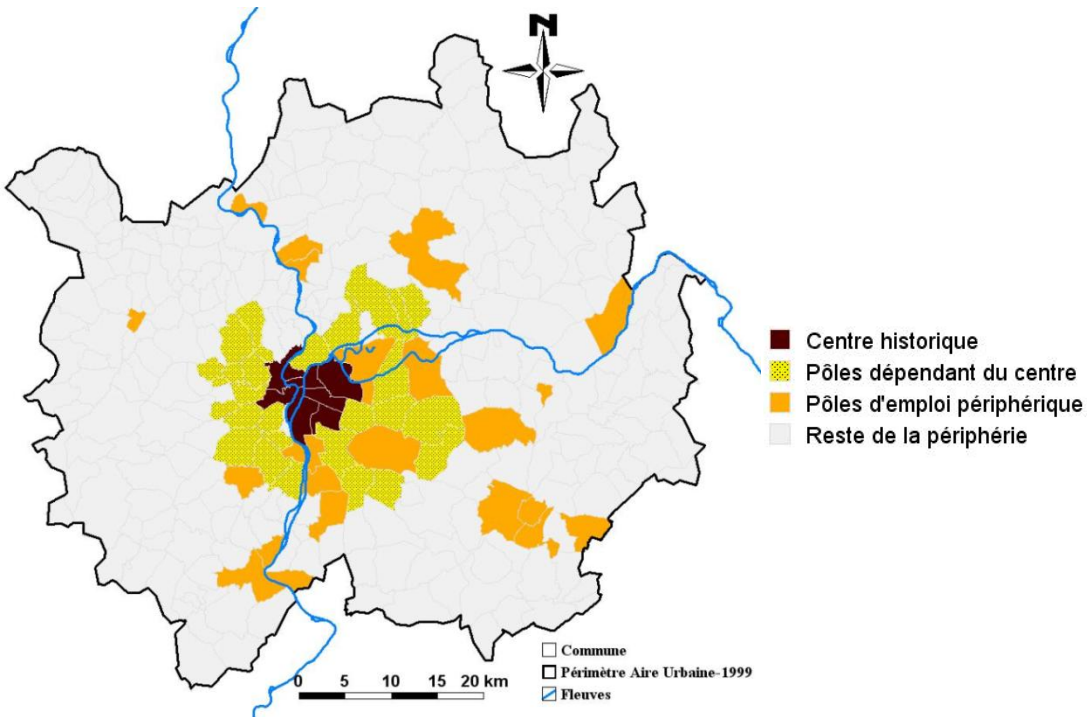 N
Centre historique
Pôles dépendant du centre
Pôles d'emploi périphérique
Reste de la périphérie
Commune
Périmètre Aire Urbaine-1999
Fleuves
0 5 10 15 20 km